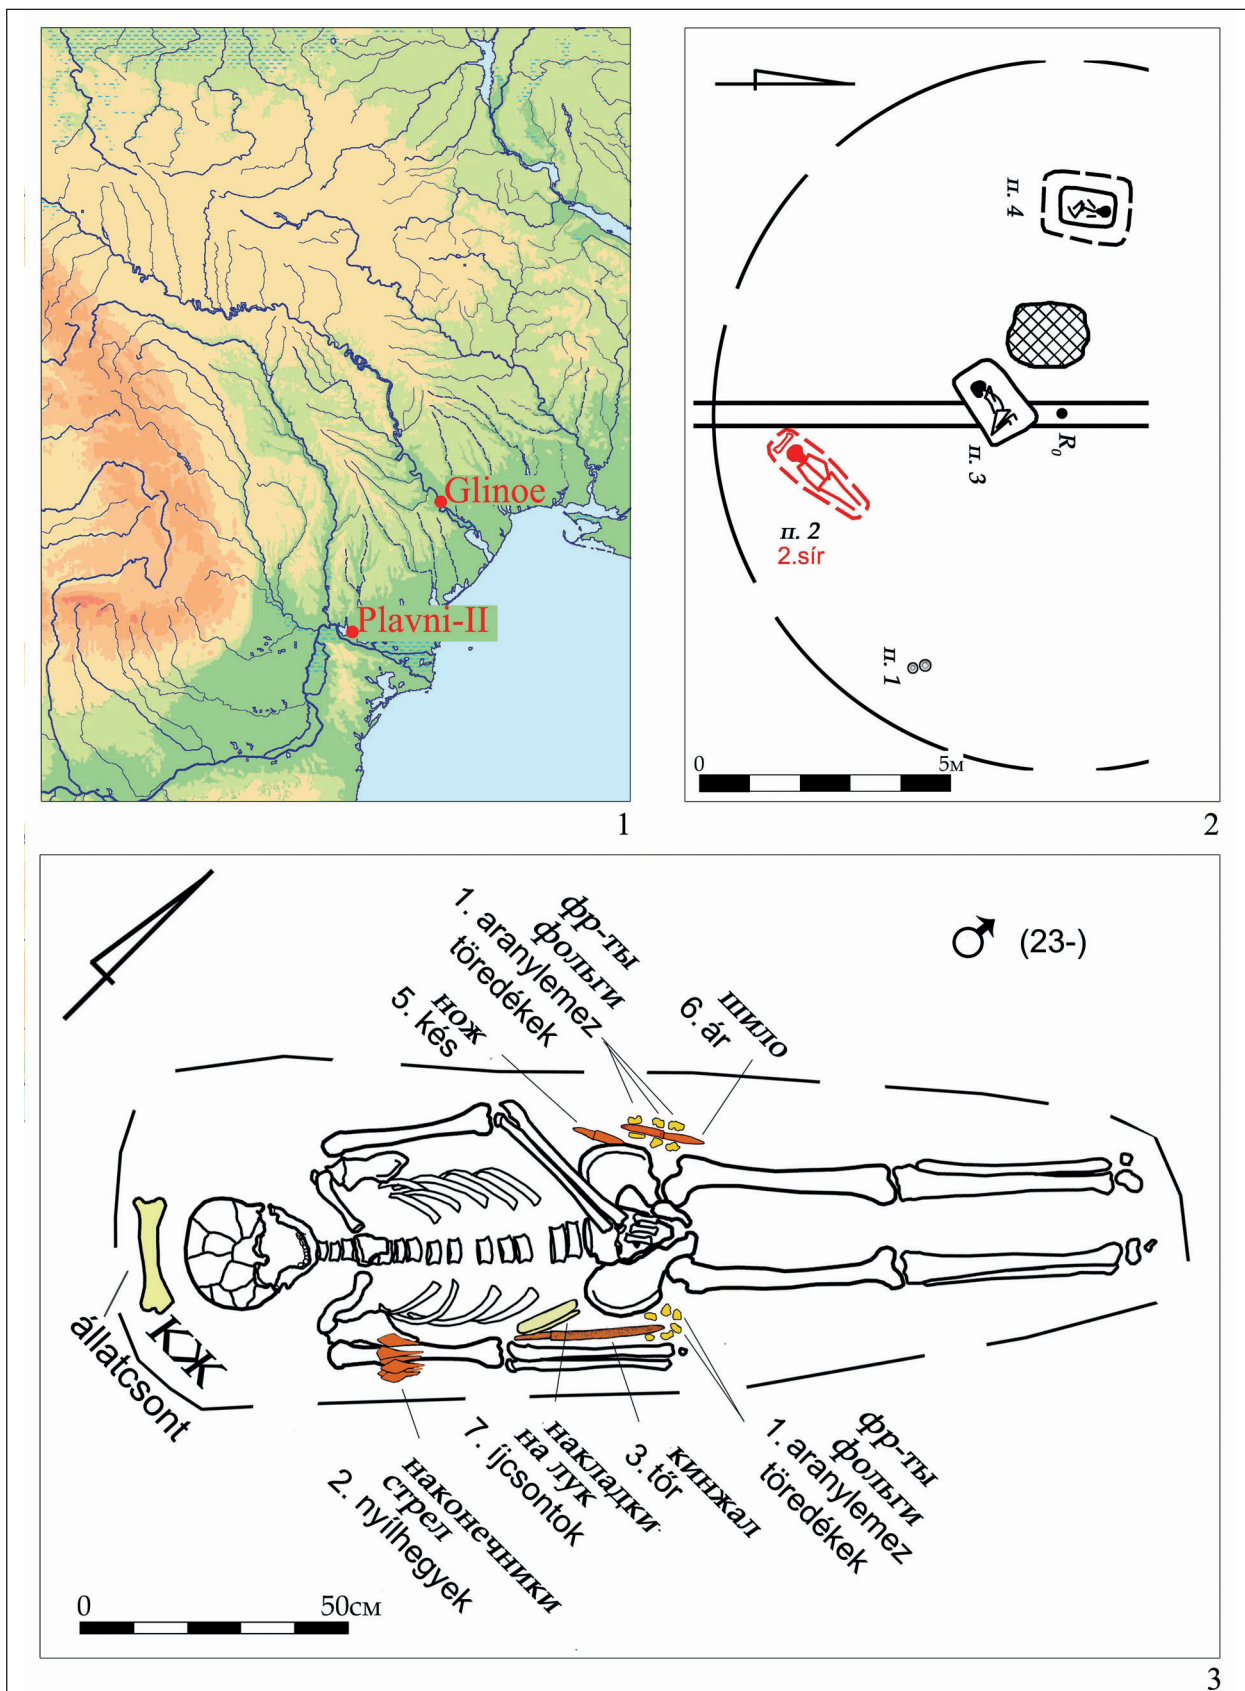 Glinoe
Plavni-II
1
п. 4
п. 3
R₀
п. 2
2.sír
п. 1
0
5м
2
фр-ты
фольги
1. aranylemez
töredékek
нож
5. kés
шило
6. ár
♂ (23-)
állatcsont
КЖ
наконечники
стрел
2. nyílhegyek
накладки
на лук
7. íjcsontok
кинжал
3. tőr
фр-ты
фольги
1. aranylemez
töredékek
0
50см
3